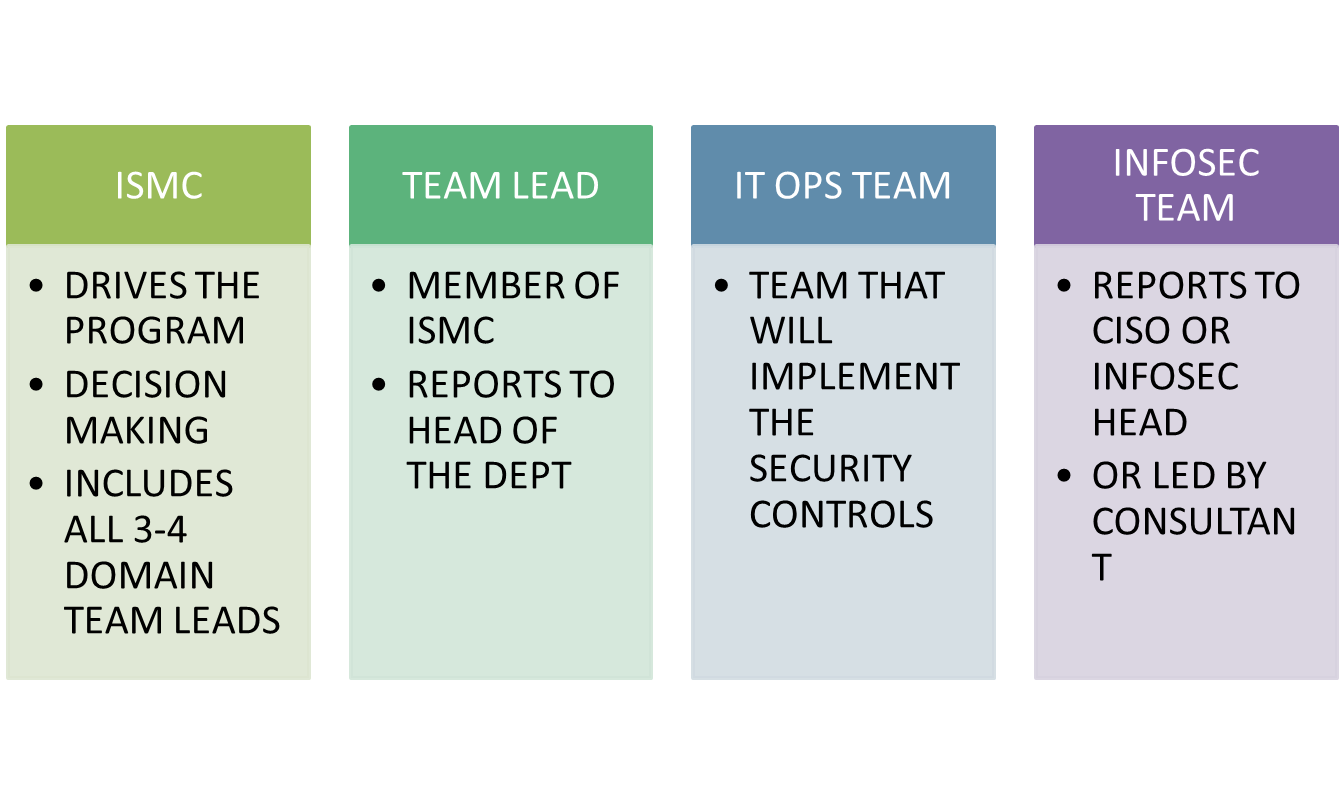 ISMC
• DRIVES THE
PROGRAM
• DECISION
MAKING
• INCLUDES
ALL 3-4
DOMAIN
TEAM LEADS
TEAM LEAD
• MEMBER OF
ISMC
• REPORTS TO
HEAD OF
THE DEPT
IT OPS TEAM
• TEAM THAT
WILL
IMPLEMENT
THE
SECURITY
CONTROLS
INFOSEC
TEAM
• REPORTS TO
CISO OR
INFOSEC
HEAD
• OR LED BY
CONSULTAN
T